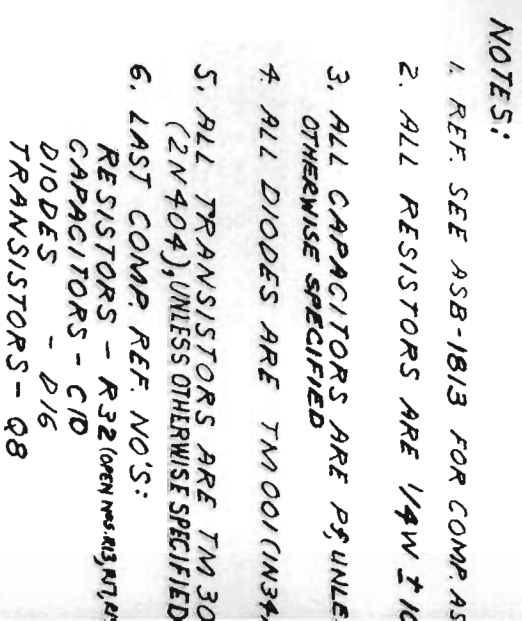 NOTES:
1. REF. SEE ASB-1813 FOR COMP. AS
2. ALL RESISTORS ARE 1/4W ± 10
3. ALL CAPACITORS ARE Pf, UNLE
OTHERWISE SPECIFIED
4 ALL DIODES ARE TM001(1N34,
5. ALL TRANSISTORS ARE TM 30
(2N404), UNLESS OTHERWISE SPECIFIED
6. LAST COMP. REF. NO'S:
RESISTORS - R32 (OPEN NOS. R13, R17,
CAPACITORS - C10
DIODES - D16
TRANSISTORS - Q8